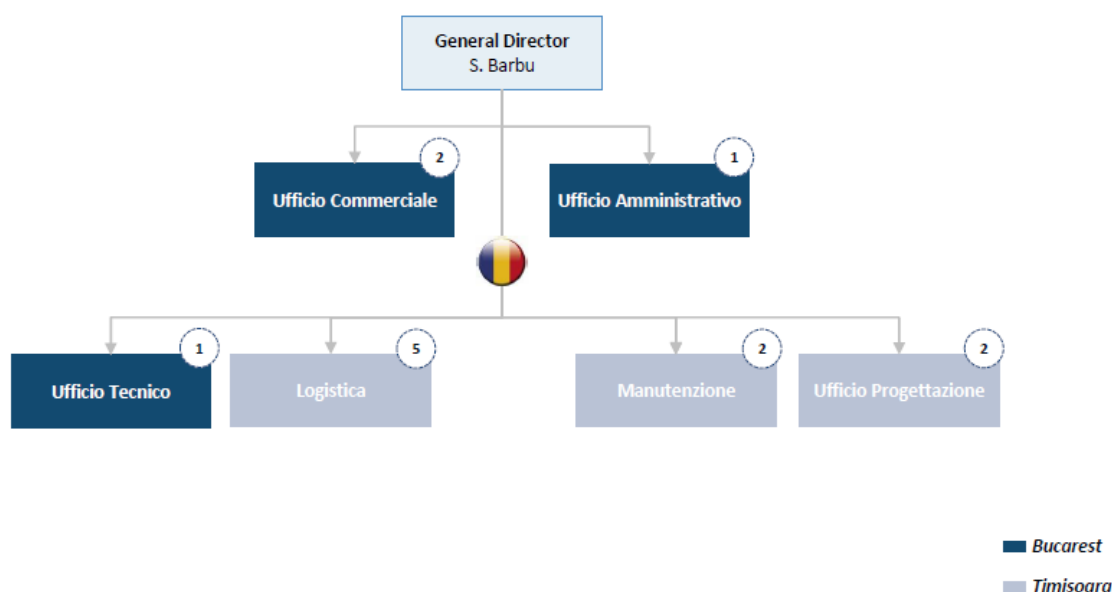 General Director
S. Barbu
2
1
Ufficio Commerciale
Ufficio Amministrativo
1
5
2
2
Ufficio Tecnico
Logistica
Manutenzione
Ufficio Progettazione
Bucarest
Timisoara